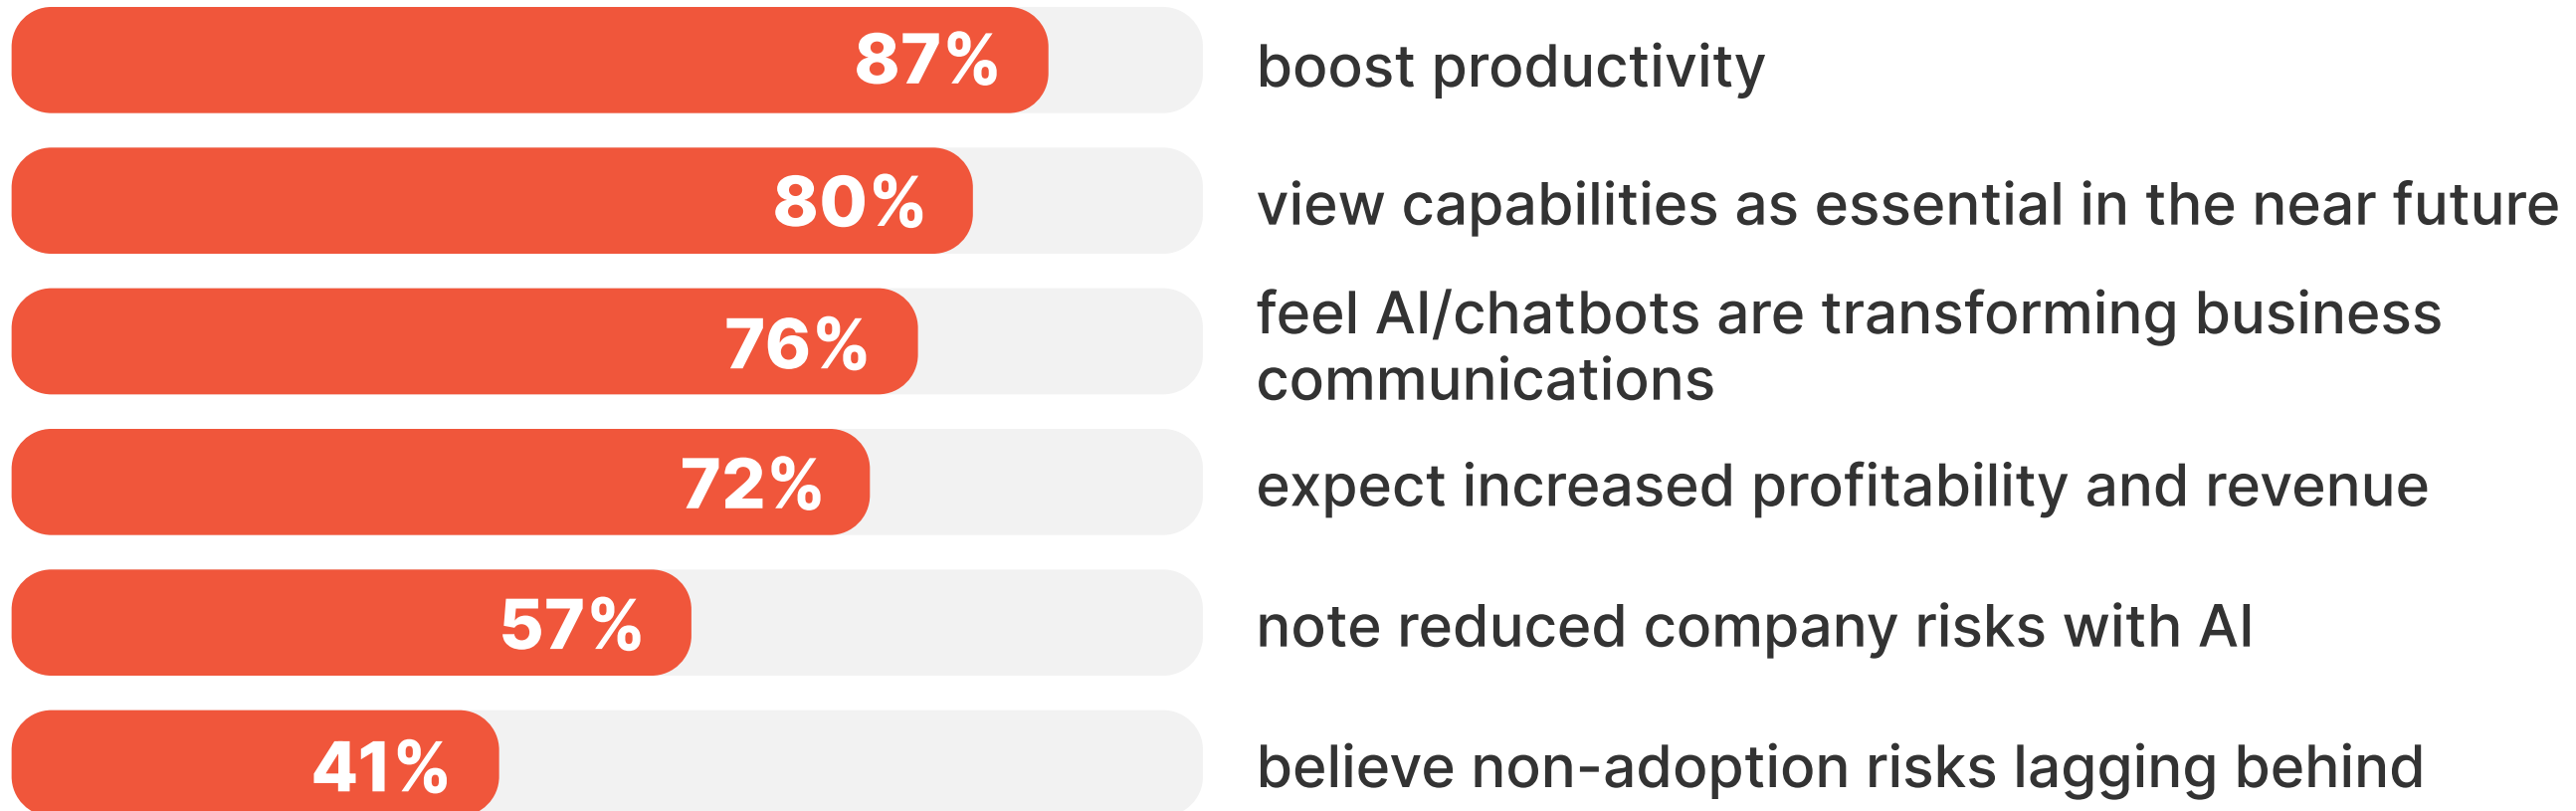 87% boost productivity
80% view capabilities as essential in the near future
76% feel AI/chatbots are transforming business
communications
72% expect increased profitability and revenue
57% note reduced company risks with AI
41% believe non-adoption risks lagging behind